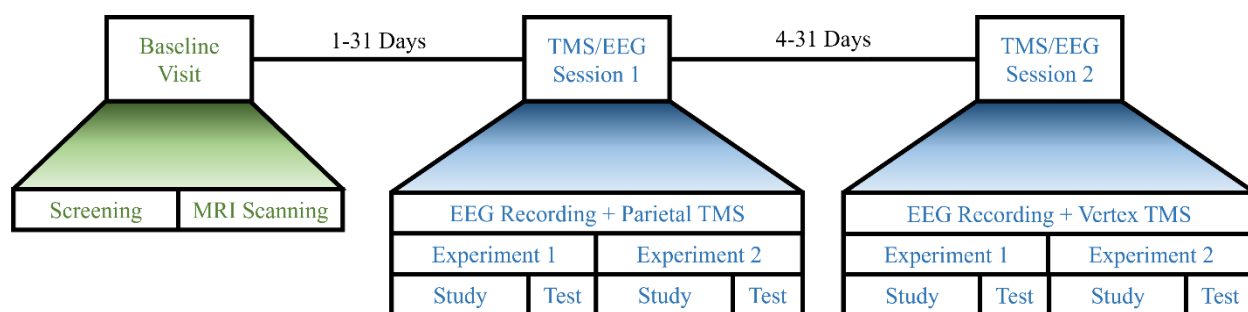 Baseline
Visit
1-31 Days
TMS/EEG
Session 1
4-31 Days
TMS/EEG
Session 2
Screening
MRI Scanning
EEG Recording + Parietal TMS
Experiment 1
Experiment 2
Study
Test
Study
Test
EEG Recording + Vertex TMS
Experiment 1
Experiment 2
Study
Test
Study
Test